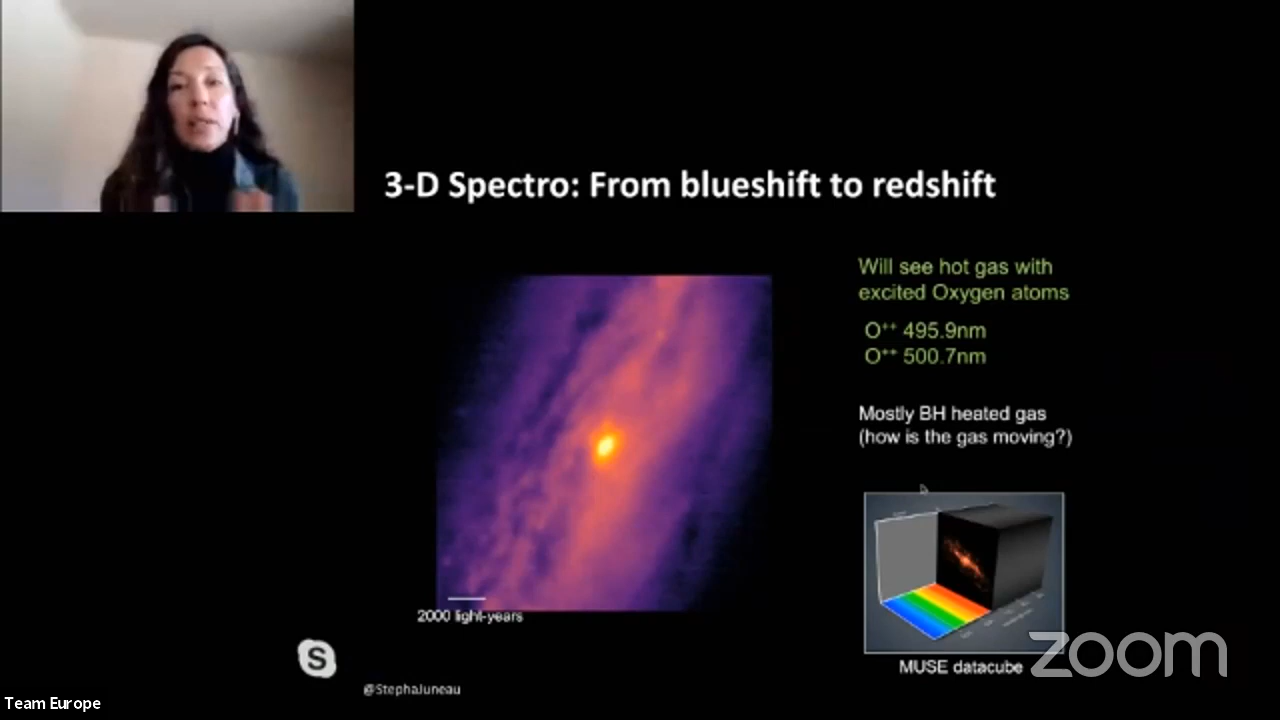 3-D Spectro: From blueshift to redshift
Will see hot gas with
excited Oxygen atoms
O⁺⁺ 495.9nm
O⁺⁺ 500.7nm
Mostly BH heated gas
(how is the gas moving?)
2000 light-years
MUSE datacube
zoom
S
@StephaJuneau
Team Europe